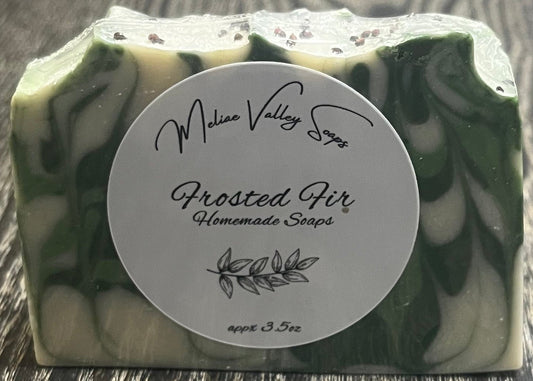 Meliae Valley Soaps
Frosted Fir
Homemade Soaps
appx 3.5oz